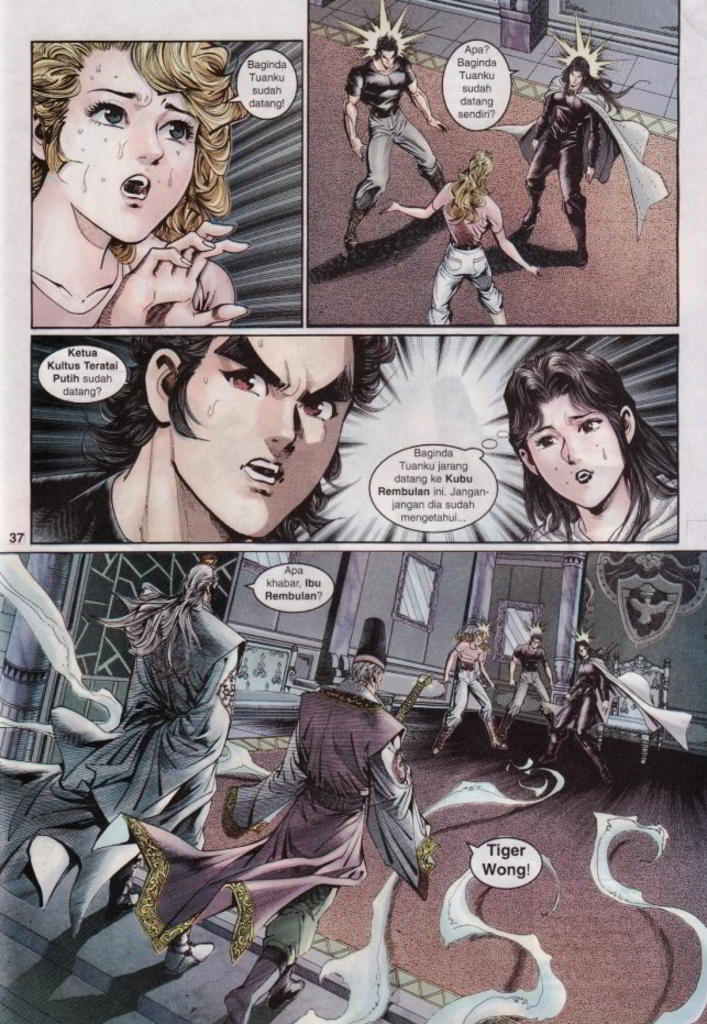 Baginda
Tuanku
sudah
datang!
Apa?
Baginda
Tuanku
sudah
datang
sendiri?
Ketua
Kultus Teratai
Putih sudah
datang?
Baginda
Tuanku jarang
datang ke Kubu
Rembulan ini. Jangan-
jangan dia sudah
mengetahui...
37
Apa
khabar, Ibu
Rembulan?
Tiger
Wong!